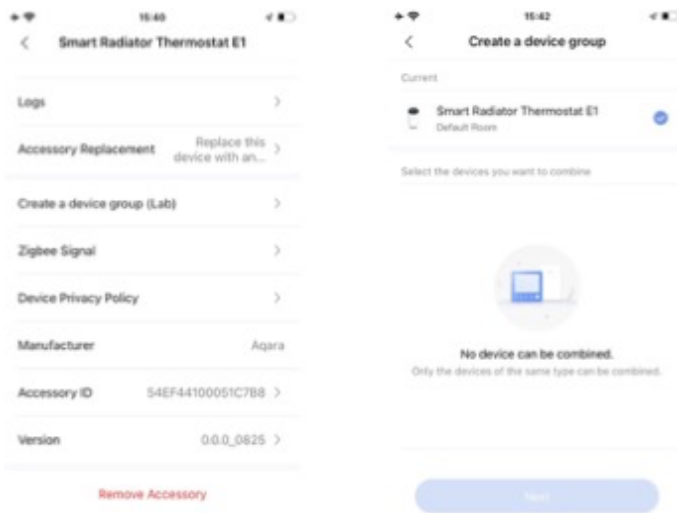 15:40
Smart Radiator Thermostat E1
Logs
Accessory Replacement
Replace this
device with an...
Create a device group (Lab)
Zigbee Signal
Device Privacy Policy
Manufacturer Aqara
Accessory ID 54EF44100051C7B8
Version 0.0.0_0825
Remove Accessory
15:42
Create a device group
Current
Smart Radiator Thermostat E1
Default Room
Select the devices you want to combine
No device can be combined.
Only the devices of the same type can be combined.
Next